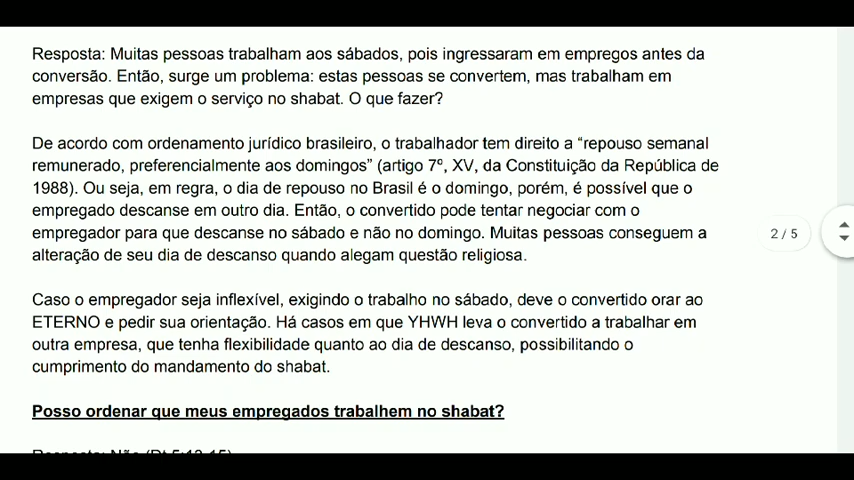 Resposta: Muitas pessoas trabalham aos sábados, pois ingressaram em empregos antes da
conversão. Então, surge um problema: estas pessoas se convertem, mas trabalham em
empresas que exigem o serviço no shabat. O que fazer?
De acordo com ordenamento jurídico brasileiro, o trabalhador tem direito a “repouso semanal
remunerado, preferencialmente aos domingos” (artigo 7º, XV, da Constituição da República de
1988). Ou seja, em regra, o dia de repouso no Brasil é o domingo, porém, é possível que o
empregado descanse em outro dia. Então, o convertido pode tentar negociar com o
empregador para que descanse no sábado e não no domingo. Muitas pessoas conseguem a
alteração de seu dia de descanso quando alegam questão religiosa.
2 / 5
Caso o empregador seja inflexível, exigindo o trabalho no sábado, deve o convertido orar ao
ETERNO e pedir sua orientação. Há casos em que YHWH leva o convertido a trabalhar em
outra empresa, que tenha flexibilidade quanto ao dia de descanso, possibilitando o
cumprimento do mandamento do shabat.
Posso ordenar que meus empregados trabalhem no shabat?
Resposta: Não (Dt 5:12-15)